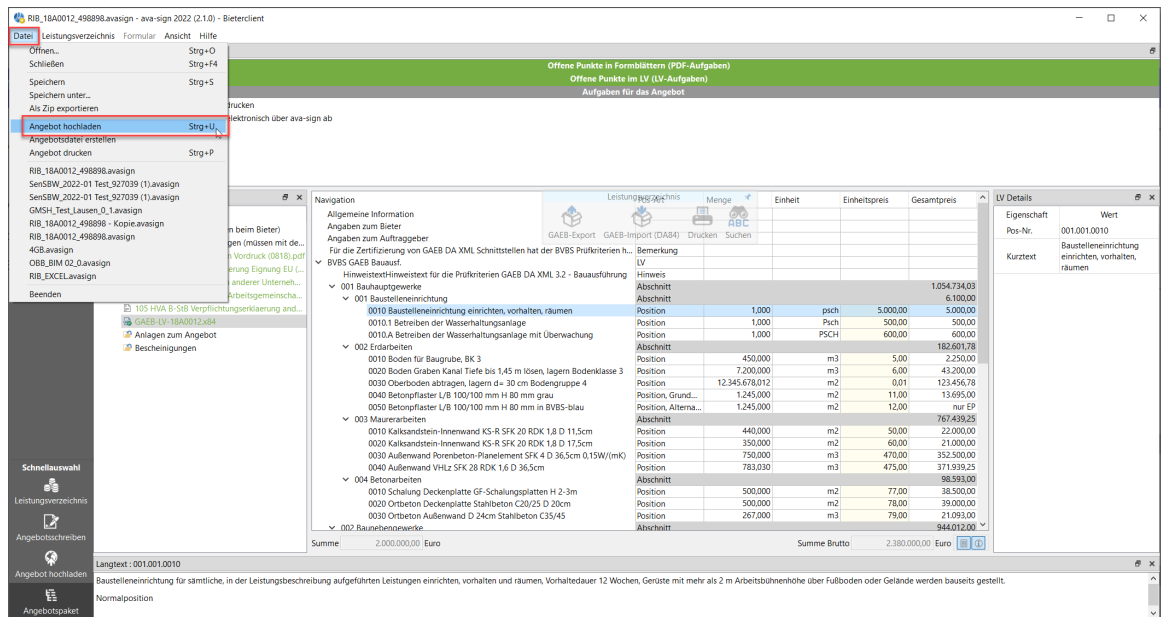 RIB_18A0012_498898.avasign - ava-sign 2022 (2.1.0) - Bieterclient
Datei Leistungsverzeichnis Formular Ansicht Hilfe
Öffnen... Strg+O
Schließen Strg+F4
Speichern Strg+S
Speichern unter...
Als Zip exportieren
Angebot hochladen Strg+U
Angebotsdatei erstellen
Angebot drucken Strg+P
RIB_18A0012_498898.avasign
SenSBW_2022-01 Test_927039 (1).avasign
SenSBW_2022-01 Test_927039 (1).avasign
GMSH_Test_Lausen_0_1.avasign
RIB_18A0012_498898 - Kopie.avasign
RIB_18A0012_498898.avasign
4GB.avasign
OBB_BIM 02_0.avasign
RIB_EXCEL.avasign
Beenden
Offene Punkte in Formblättern (PDF-Aufgaben)
Offene Punkte im LV (LV-Aufgaben)
Aufgaben für das Angebot
drucken
elektronisch über ava-sign ab
n beim Bieter)
gen (müssen mit de...
Vordruck (0818).pdf
erung Eignung EU (...
anderer Unterneh...
Arbeitsgemeinscha...
105 HVA B-StB Verpflichtungserklaerung and...
GAEB-LV-18A0012.x84
Anlagen zum Angebot
Bescheinigungen
Schnellauswahl
Leistungsverzeichnis
Angebotsschreiben
Angebot hochladen
Angebotspaket
Leistungsverzeichnis
GAEB-Export GAEB-Import (DA84) Drucken Suchen
Navigation Pos-Art Menge Einheit Einheitspreis Gesamtpreis
Allgemeine Information
Angaben zum Bieter
Angaben zum Auftraggeber
Für die Zertifizierung von GAEB DA XML Schnittstellen hat der BVBS Prüfkriterien h... Bemerkung
BVBS GAEB Bauausf. LV
HinweistextHinweistext für die Prüfkriterien GAEB DA XML 3.2 - Bauausführung Hinweis
001 Bauhauptgewerke Abschnitt 1.054.734,03
001 Baustelleneinrichtung Abschnitt 6.100,00
0010 Baustelleneinrichtung einrichten, vorhalten, räumen Position 1,000 psch 5.000,00 5.000,00
0010.1 Betreiben der Wasserhaltungsanlage Position 1,000 Psch 500,00 500,00
0010.A Betreiben der Wasserhaltungsanlage mit Überwachung Position 1,000 PSCH 600,00 600,00
002 Erdarbeiten Abschnitt 182.601,78
0010 Boden für Baugrube, BK 3 Position 450,000 m3 5,00 2.250,00
0020 Boden Graben Kanal Tiefe bis 1,45 m lösen, lagern Bodenklasse 3 Position 7.200,000 m3 6,00 43.200,00
0030 Oberboden abtragen, lagern d= 30 cm Bodengruppe 4 Position 12.345.678,012 m2 0,01 123.456,78
0040 Betonpflaster L/B 100/100 mm H 80 mm grau Position, Grund... 1.245,000 m2 11,00 13.695,00
0050 Betonpflaster L/B 100/100 mm H 80 mm in BVBS-blau Position, Alterna... 1.245,000 m2 12,00 nur EP
003 Maurerarbeiten Abschnitt 767.439,25
0010 Kalksandstein-Innenwand KS-R SFK 20 RDK 1,8 D 11,5cm Position 440,000 m2 50,00 22.000,00
0020 Kalksandstein-Innenwand KS-R SFK 20 RDK 1,8 D 17,5cm Position 350,000 m2 60,00 21.000,00
0030 Außenwand Porenbeton-Planelement SFK 4 D 36,5cm 0,15W/(mK) Position 750,000 m3 470,00 352.500,00
0040 Außenwand VHLz SFK 28 RDK 1,6 D 36,5cm Position 783,030 m3 475,00 371.939,25
004 Betonarbeiten Abschnitt 98.593,00
0010 Schalung Deckenplatte GF-Schalungsplatten H 2-3m Position 500,000 m2 77,00 38.500,00
0020 Ortbeton Deckenplatte Stahlbeton C20/25 D 20cm Position 500,000 m2 78,00 39.000,00
0030 Ortbeton Außenwand D 24cm Stahlbeton C35/45 Position 267,000 m3 79,00 21.093,00
002 Baunebengewerke Abschnitt 944.012,00
Summe 2.000.000,00 Euro Summe Brutto 2.380.000,00 Euro
LV Details
Eigenschaft Wert
Pos-Nr. 001.001.0010
Kurztext Baustelleneinrichtung einrichten, vorhalten, räumen
Langtext : 001.001.0010
Baustelleneinrichtung für sämtliche, in der Leistungsbeschreibung aufgeführten Leistungen einrichten, vorhalten und räumen, Vorhaltedauer 12 Wochen, Gerüste mit mehr als 2 m Arbeitsbühnenhöhe über Fußboden oder Gelände werden bauseits gestellt.
Normalposition